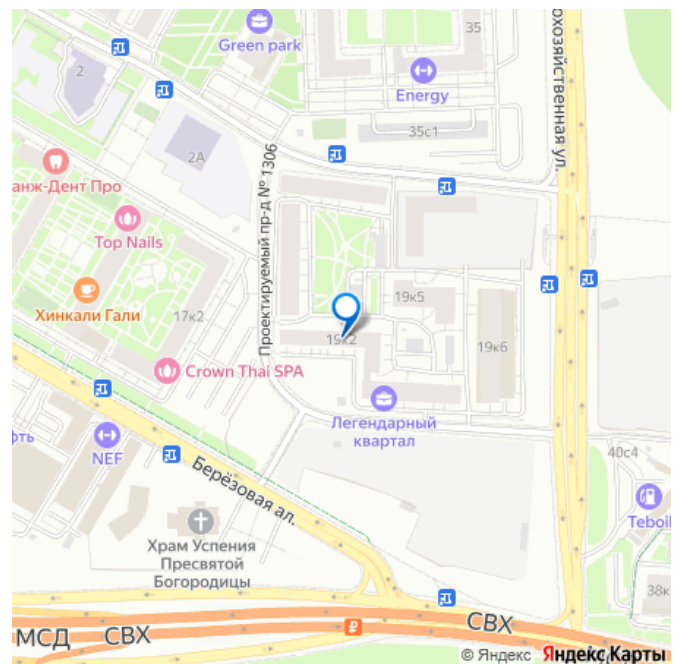 35
Green park
Energy
2
35с1
2А
охозяйственная ул.
анж-Дент Про
Проектируемый пр-д № 1306
Top Nails
Хинкали Гали
17к2
19к5
19к2
19к6
Crown Thai SPA
Легендарный
квартал
фть
NEF
40с4
Берёзовая ал.
Teboil
Храм Успения
Пресвятой
Богородицы
38к
МСД
СВХ
СВХ
© Яндекс
Яндекс Карты